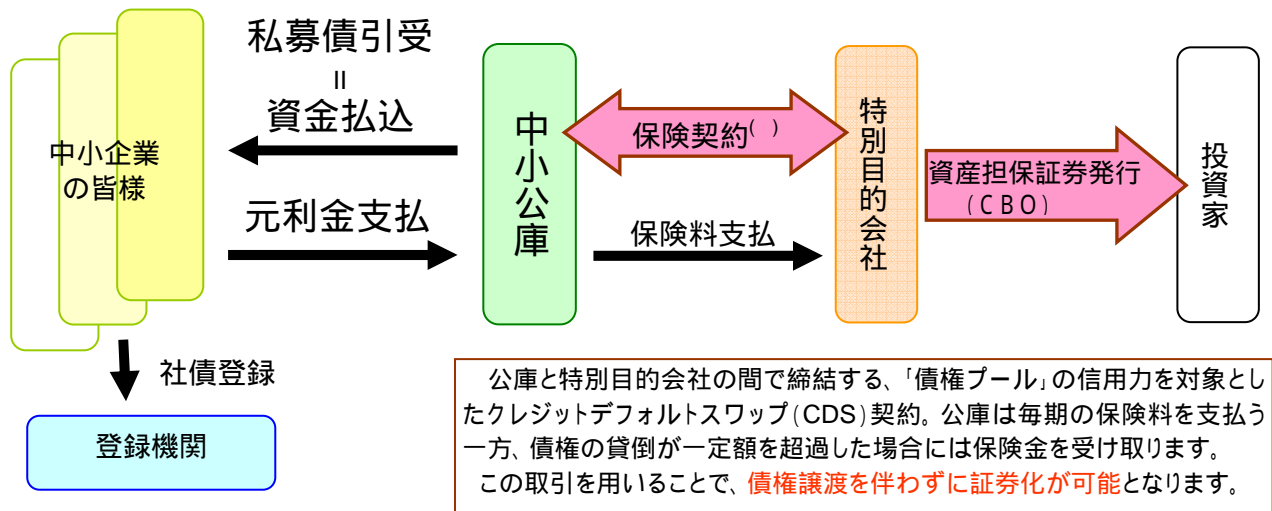 私募債引受
＝
資金払込
中小企業
の皆様
元利金支払
社債登録
登録機関
中小公庫
保険契約( )
保険料支払
特別目的会社
資産担保証券発行
(CBO)
投資家
公庫と特別目的会社の間で締結する、「債権プール」の信用力を対象とし
たクレジットデフォルトスワップ(CDS)契約。公庫は毎期の保険料を支払う
一方、債権の貸倒が一定額を超過した場合には保険金を受け取ります。
この取引を用いることで、債権譲渡を伴わずに証券化が可能となります。